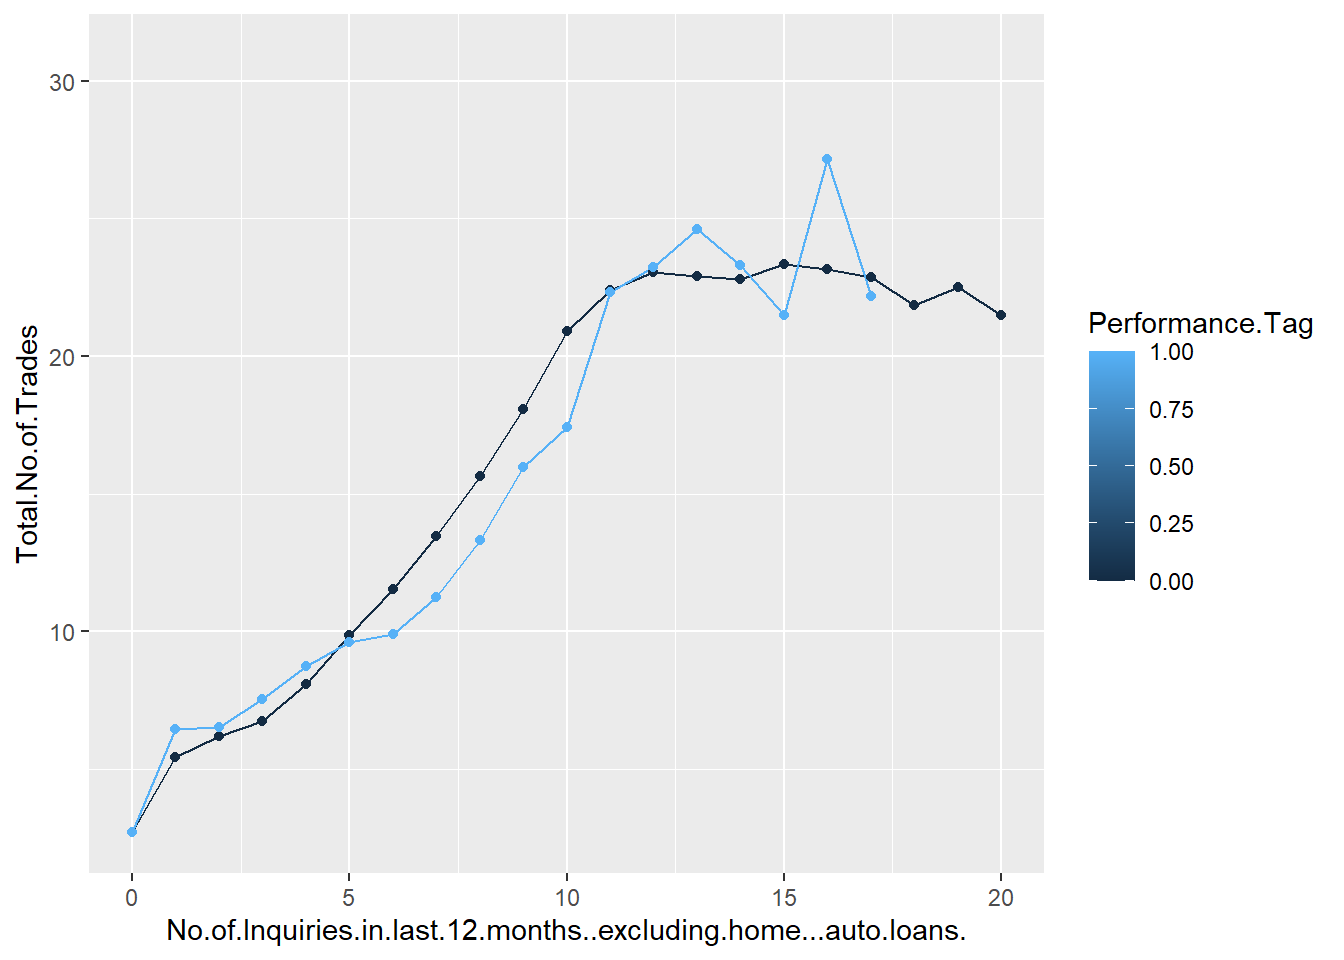 30
20
10
Total.No.of.Trades
0 5 10 15 20
No.of.Inquiries.in.last.12.months..excluding.home...auto.loans.
Performance.Tag
1.00
0.75
0.50
0.25
0.00